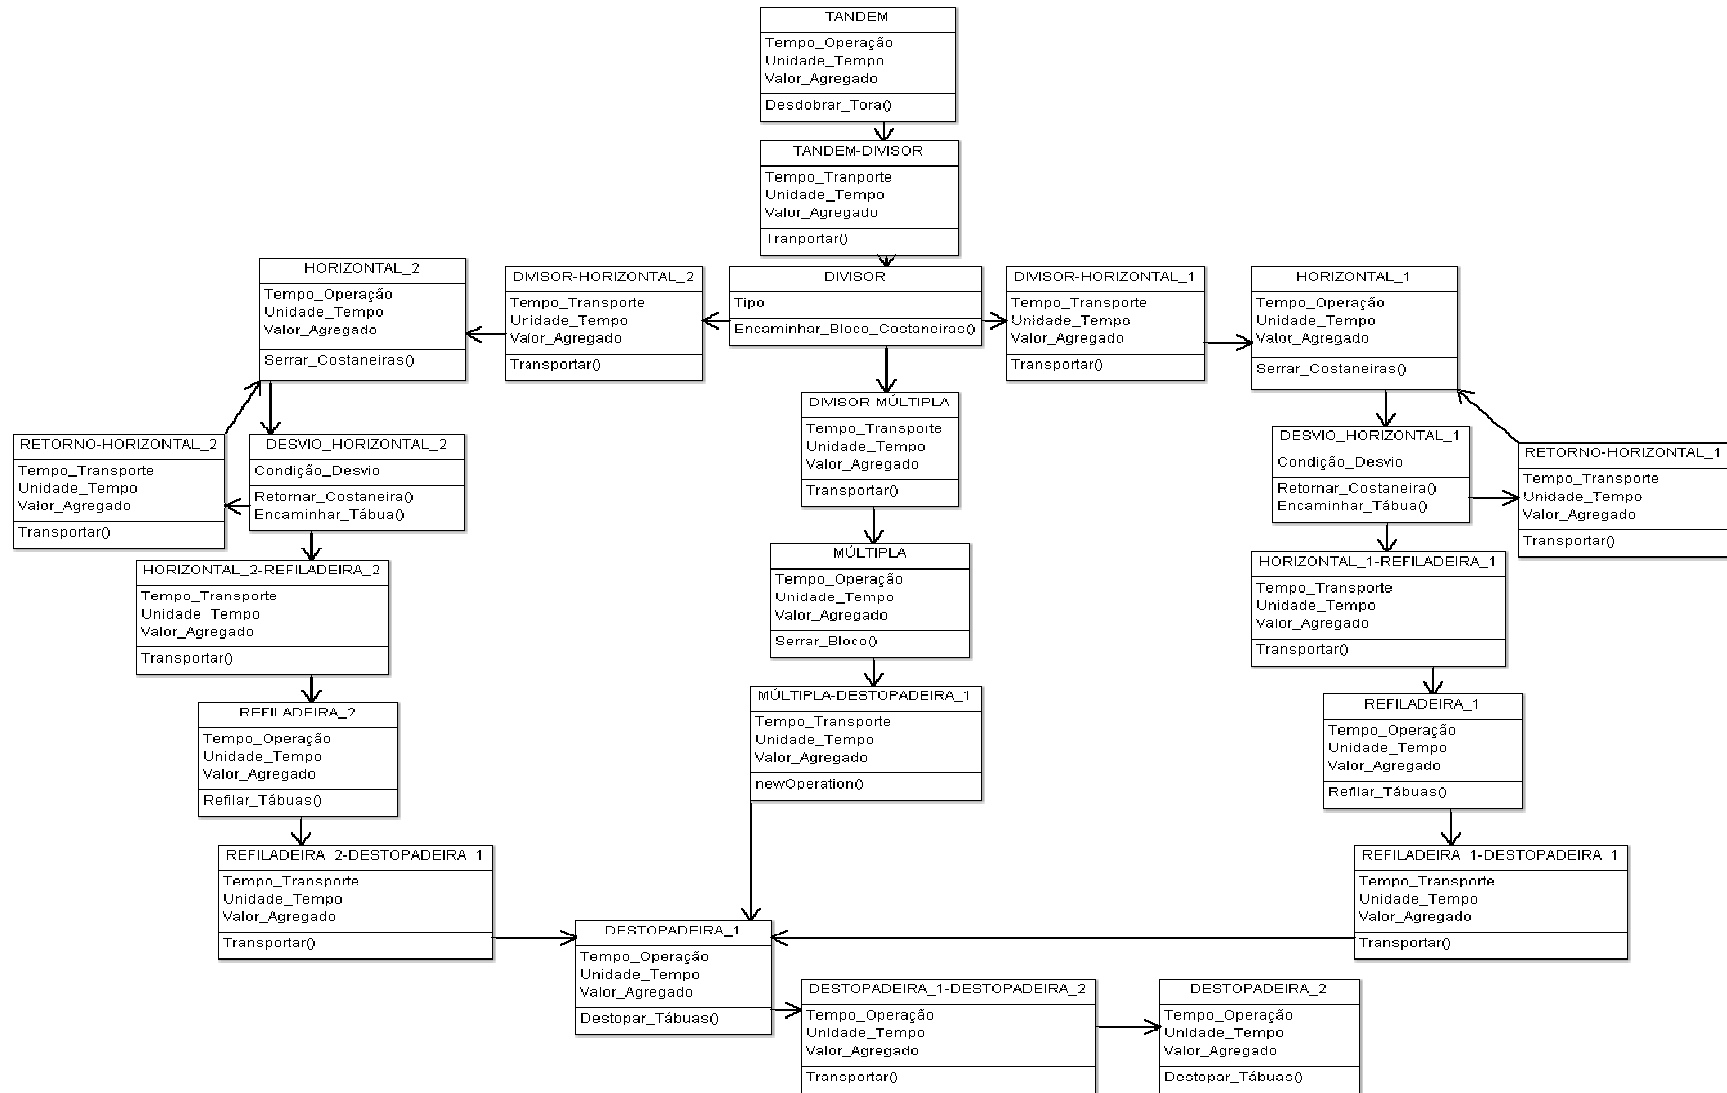 TANDEM
Tempo_Operação
Unidade_Tempo
Valor_Agregado
Desdobrar_Tora()
TANDEM-DIVISOR
Tempo_Tranporte
Unidade_Tempo
Valor_Agregado
Tranportar()
HORIZONTAL_2
Tempo_Operação
Unidade_Tempo
Valor_Agregado
Serrar_Costaneiras()
DIVISOR-HORIZONTAL_2
Tempo_Transporte
Unidade_Tempo
Valor_Agregado
Transportar()
DIVISOR
Tipo
Encaminhar_Bloco_Costaneiras()
DIVISOR-HORIZONTAL_1
Tempo_Transporte
Unidade_Tempo
Valor_Agregado
Transportar()
HORIZONTAL_1
Tempo_Operação
Unidade_Tempo
Valor_Agregado
Serrar_Costaneiras()
RETORNO-HORIZONTAL_2
Tempo_Transporte
Unidade_Tempo
Valor_Agregado
Transportar()
DESVIO_HORIZONTAL_2
Condição_Desvio
Retornar_Costaneira()
Encaminhar_Tábua()
DIVISOR-MÚLTIPLA
Tempo_Transporte
Unidade_Tempo
Valor_Agregado
Transportar()
DESVIO_HORIZONTAL_1
Condição_Desvio
Retornar_Costaneira()
Encaminhar_Tábua()
RETORNO-HORIZONTAL_1
Tempo_Transporte
Unidade_Tempo
Valor_Agregado
Transportar()
HORIZONTAL_2-REFILADEIRA_2
Tempo_Transporte
Unidade_Tempo
Valor_Agregado
Transportar()
MÚLTIPLA
Tempo_Operação
Unidade_Tempo
Valor_Agregado
Serrar_Bloco()
HORIZONTAL_1-REFILADEIRA_1
Tempo_Transporte
Unidade_Tempo
Valor_Agregado
Transportar()
REFILADEIRA_2
Tempo_Operação
Unidade_Tempo
Valor_Agregado
Refilar_Tábuas()
MÚLTIPLA-DESTOPADEIRA_1
Tempo_Transporte
Unidade_Tempo
Valor_Agregado
newOperation()
REFILADEIRA_1
Tempo_Operação
Unidade_Tempo
Valor_Agregado
Refilar_Tábuas()
REFILADEIRA_2-DESTOPADEIRA_1
Tempo_Transporte
Unidade_Tempo
Valor_Agregado
Transportar()
REFILADEIRA_1-DESTOPADEIRA_1
Tempo_Transporte
Unidade_Tempo
Valor_Agregado
Transportar()
DESTOPADEIRA_1
Tempo_Operação
Unidade_Tempo
Valor_Agregado
Destopar_Tábuas()
DESTOPADEIRA_1-DESTOPADEIRA_2
Tempo_Operação
Unidade_Tempo
Valor_Agregado
Transportar()
DESTOPADEIRA_2
Tempo_Operação
Unidade_Tempo
Valor_Agregado
Destopar_Tábuas()